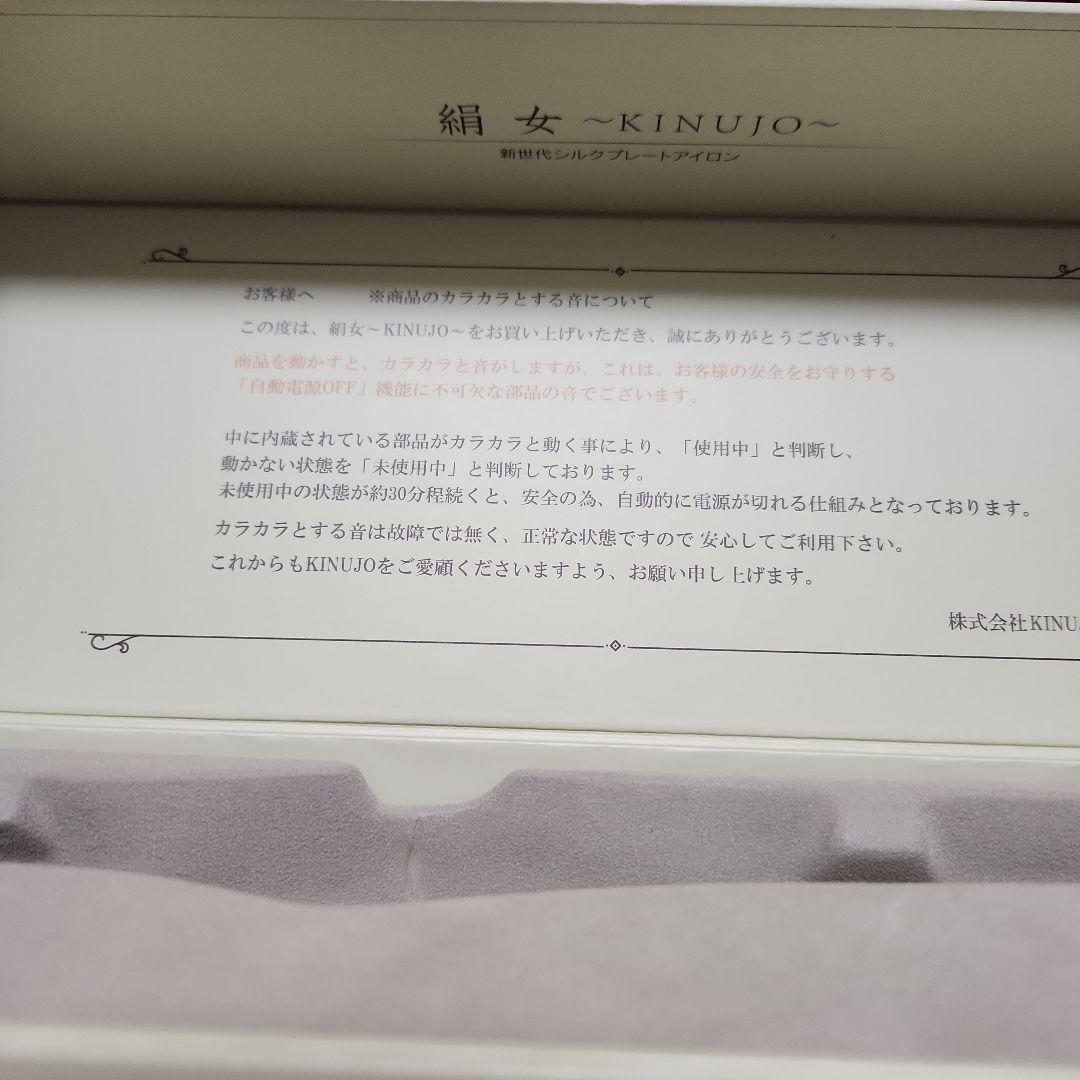 絹 女 ～KINUJO～
新世代シルクプレートアイロン
お客様へ ※商品のカラカラとする音について
この度は、絹女～KINUJO～をお買い上げいただき、誠にありがとうございます。
商品を動かすと、カラカラと音がしますが、これは、お客様の安全をお守りする
「自動電源OFF」機能に不可欠な部品の音でございます。
中に内蔵されている部品がカラカラと動く事により、「使用中」と判断し、
動かない状態を「未使用中」と判断しております。
未使用中の状態が約30分程続くと、安全の為、自動的に電源が切れる仕組みとなっております。
カラカラとする音は故障では無く、正常な状態ですので 安心してご利用下さい。
これからもKINUJOをご愛顧くださいますよう、お願い申し上げます。
株式会社KINUJ